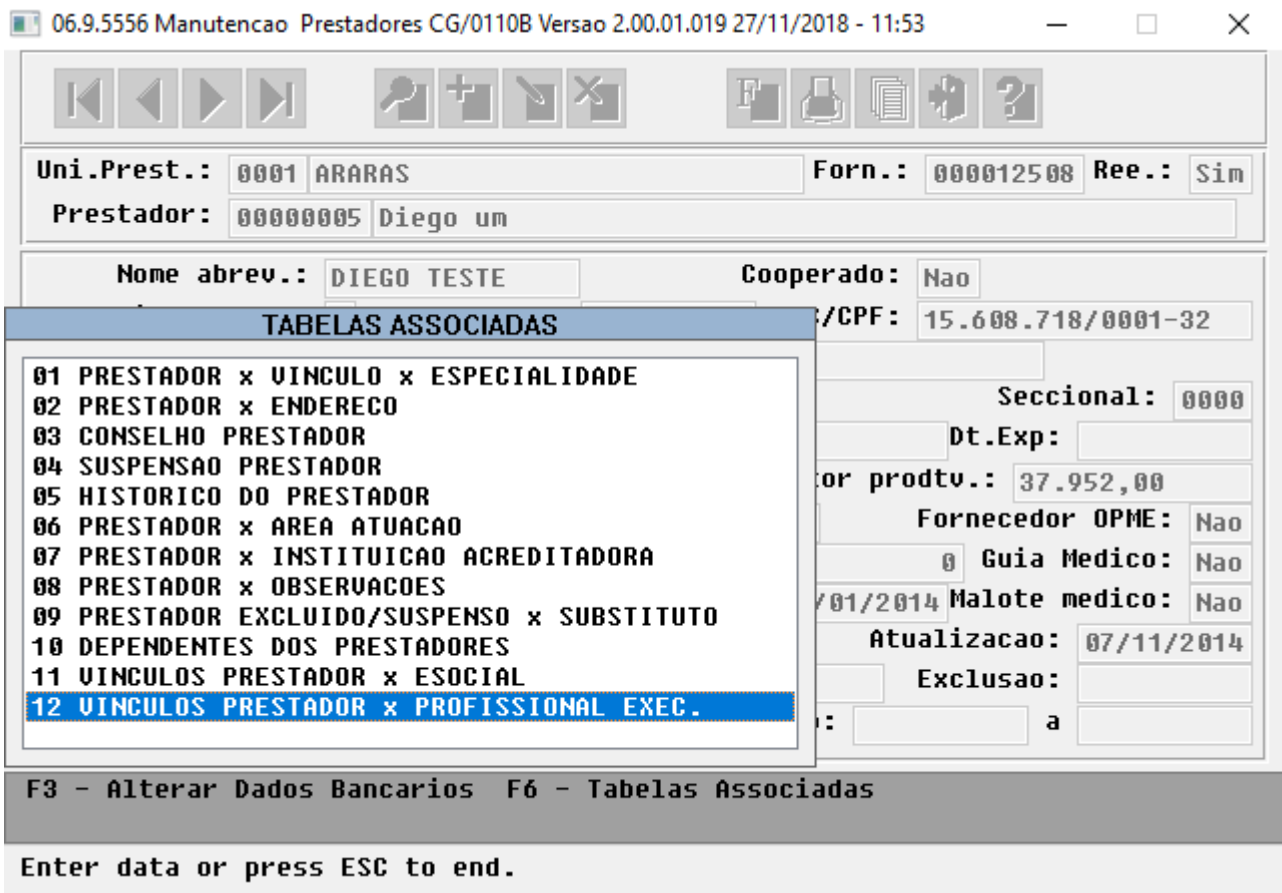 06.9.5556 Manutencao Prestadores CG/0110B Versao 2.00.01.019 27/11/2018 - 11:53
Uni.Prest.: 0001 ARARAS Forn.: 000012508 Ree.: Sim
Prestador: 00000005 Diego um
Nome abrev.: DIEGO TESTE Cooperado: Nao
/CPF: 15.608.718/0001-32
TABELAS ASSOCIADAS
01 PRESTADOR x VINCULO x ESPECIALIDADE
02 PRESTADOR x ENDERECO
03 CONSELHO PRESTADOR
04 SUSPENSAO PRESTADOR
05 HISTORICO DO PRESTADOR
06 PRESTADOR x AREA ATUACAO
07 PRESTADOR x INSTITUICAO ACREDITADORA
08 PRESTADOR x OBSERVACOES
09 PRESTADOR EXCLUIDO/SUSPENSO x SUBSTITUTO
10 DEPENDENTES DOS PRESTADORES
11 VINCULOS PRESTADOR x ESOCIAL
12 VINCULOS PRESTADOR x PROFISSIONAL EXEC.
Seccional: 0000
Dt.Exp:
or prodtv.: 37.952,00
Fornecedor OPME: Nao
0 Guia Medico: Nao
/01/2014 Malote medico: Nao
Atualizacao: 07/11/2014
Exclusao:
: a
F3 - Alterar Dados Bancarios F6 - Tabelas Associadas
Enter data or press ESC to end.